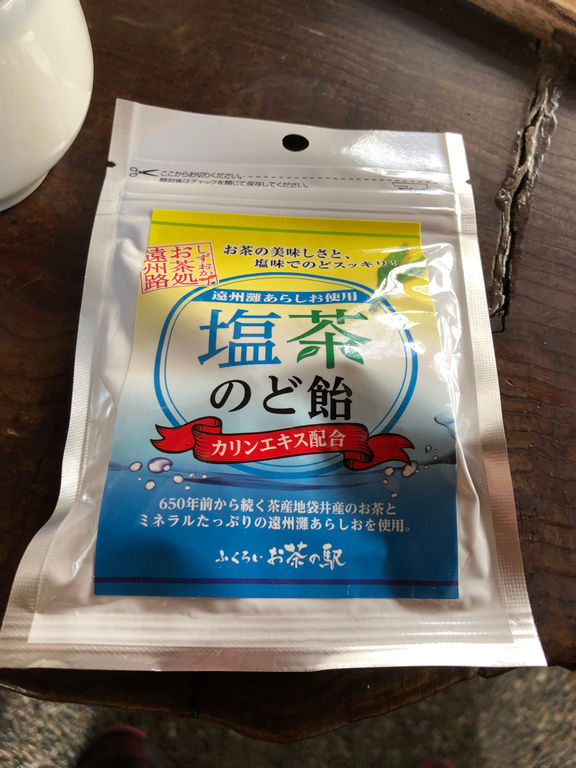 ここからお切りください。
開封後はチャックを閉じて保存してください。
しずおか
お茶処
遠州路
お茶の美味しさと、
塩味でのどスッキリ!
遠州灘あらしお使用
塩茶
のど飴
カリンエキス配合
650年前から続く茶産地袋井産のお茶と
ミネラルたっぷりの遠州灘あらしおを使用。
ふくろい お茶の駅